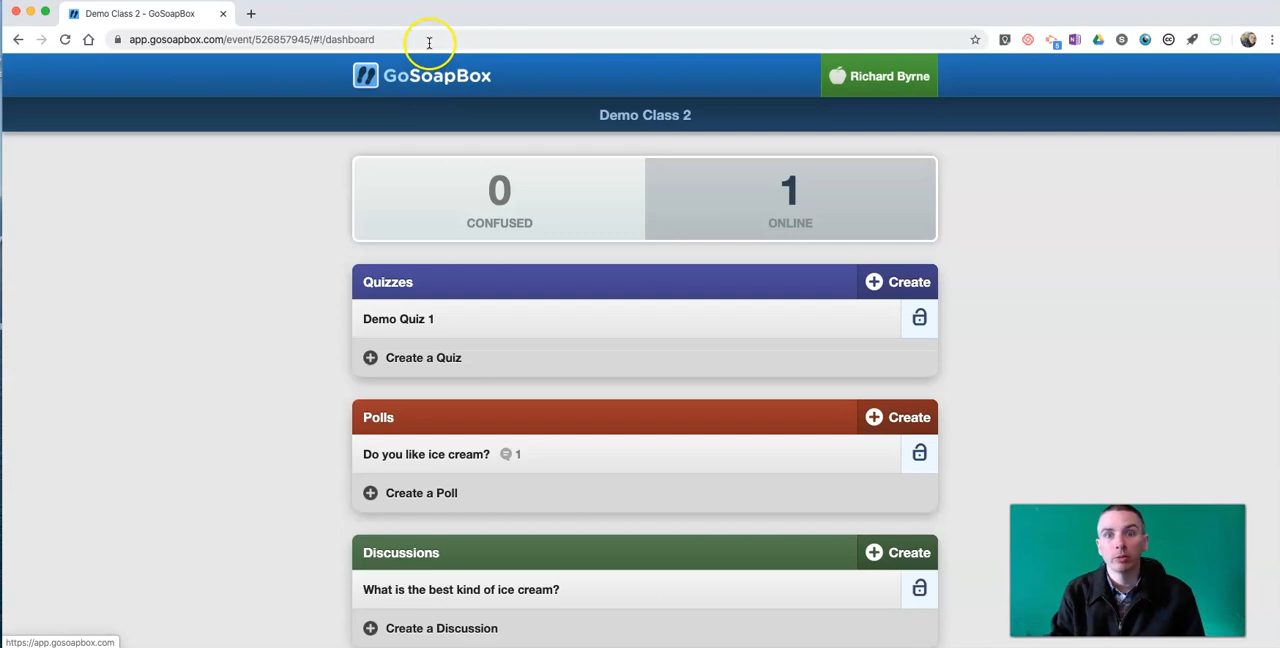 Demo Class 2 - GoSoapBox
app.gosoapbox.com/event/526857945/#!/dashboard
5
GoSoapBox
Richard Byrne
Demo Class 2
0
CONFUSED
1
ONLINE
Quizzes
Create
Demo Quiz 1
Create a Quiz
Polls
Create
Do you like ice cream? 1
Create a Poll
Discussions
Create
What is the best kind of ice cream?
Create a Discussion
https://app.gosoapbox.com